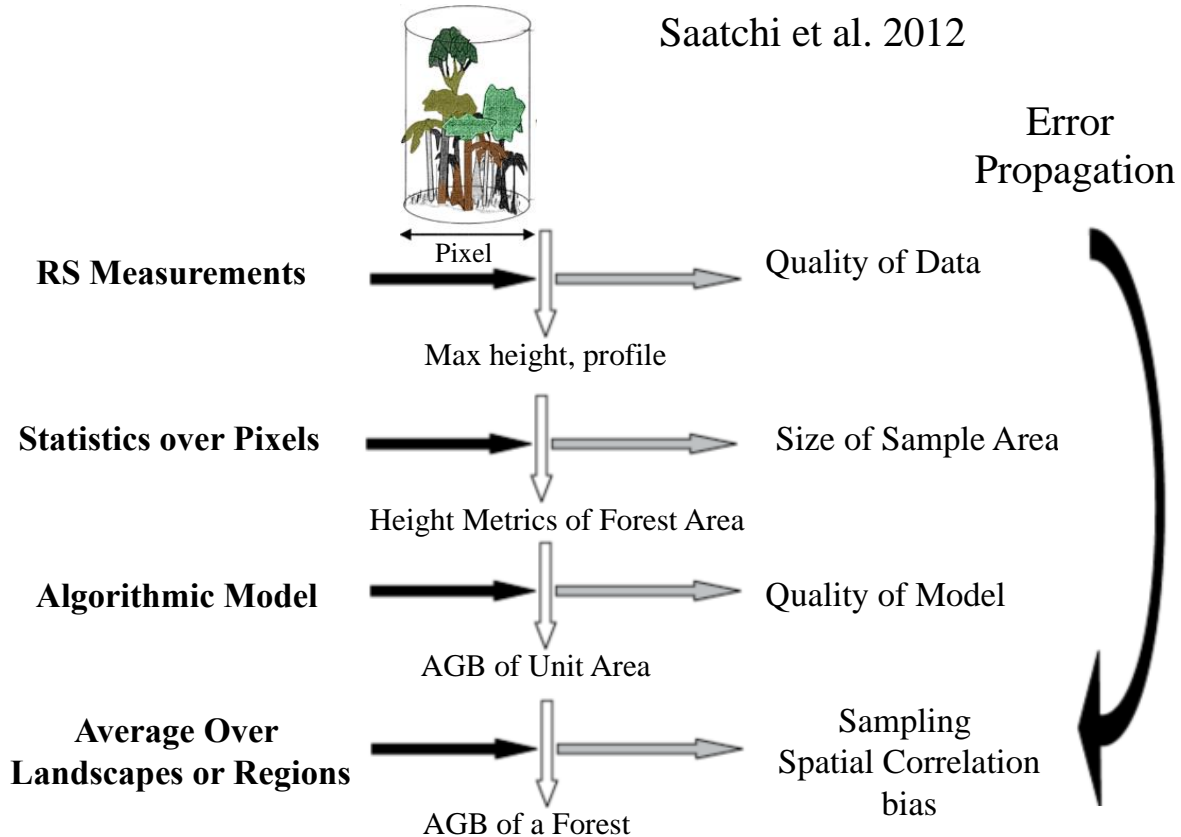 Saatchi et al. 2012
Error
Propagation
Pixel
RS Measurements
Quality of Data
Max height, profile
Statistics over Pixels
Size of Sample Area
Height Metrics of Forest Area
Algorithmic Model
Quality of Model
AGB of Unit Area
Average Over
Landscapes or Regions
Sampling
Spatial Correlation
bias
AGB of a Forest